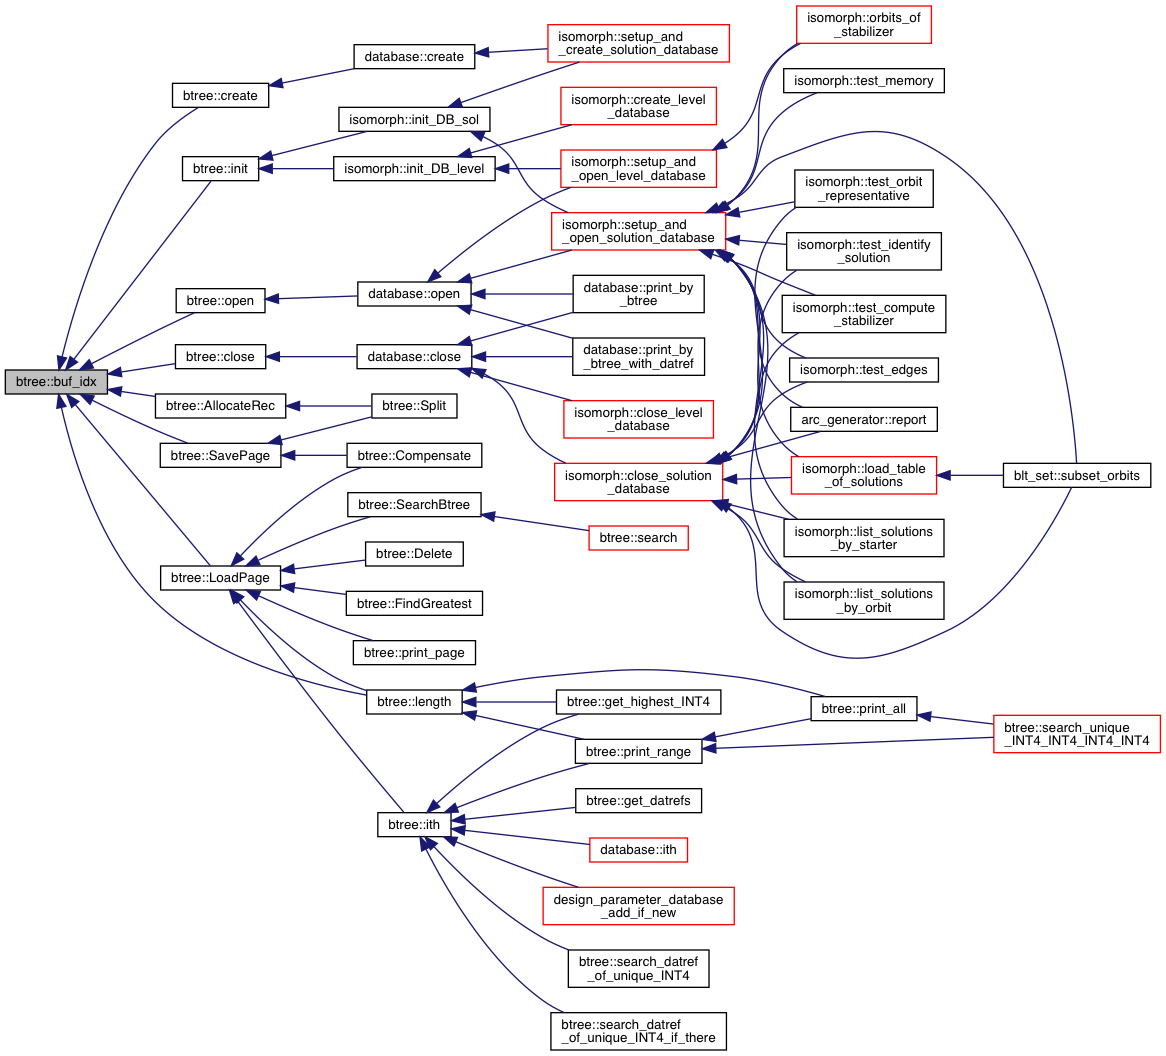 btree::buf_idx
btree::create
btree::init
btree::open
btree::close
btree::AllocateRec
btree::SavePage
btree::LoadPage
database::create
isomorph::init_DB_sol
isomorph::init_DB_level
database::open
database::close
btree::Split
btree::Compensate
btree::SearchBtree
btree::Delete
btree::FindGreatest
btree::print_page
btree::length
btree::ith
isomorph::setup_and
_create_solution_database
isomorph::create_level
_database
isomorph::setup_and
_open_level_database
isomorph::setup_and
_open_solution_database
database::print_by
_btree
database::print_by
_btree_with_datref
isomorph::close_level
_database
isomorph::close_solution
_database
btree::search
btree::get_highest_INT4
btree::print_range
btree::get_datrefs
database::ith
design_parameter_database
_add_if_new
btree::search_datref
_of_unique_INT4
btree::search_datref
_of_unique_INT4_if_there
isomorph::orbits_of
_stabilizer
isomorph::test_memory
isomorph::test_orbit
_representative
isomorph::test_identify
_solution
isomorph::test_compute
_stabilizer
isomorph::test_edges
arc_generator::report
isomorph::load_table
_of_solutions
isomorph::list_solutions
_by_starter
isomorph::list_solutions
_by_orbit
btree::print_all
blt_set::subset_orbits
btree::search_unique
_INT4_INT4_INT4_INT4